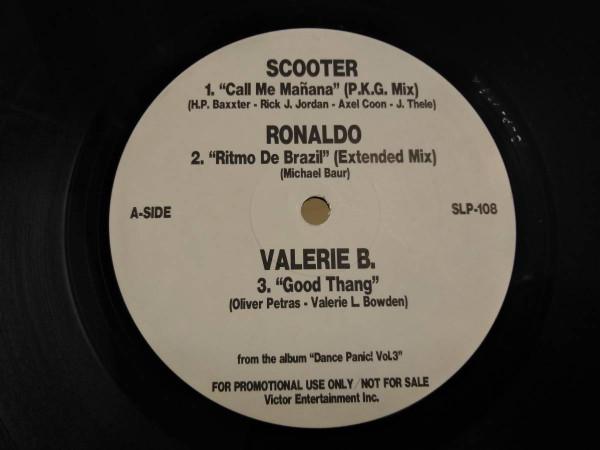 SCOOTER
1. “Call Me Mañana” (P.K.G. Mix)
(H.P. Baxxter - Rick J. Jordan - Axel Coon - J. Thele)
RONALDO
2. “Ritmo De Brazil” (Extended Mix)
(Michael Baur)
A-SIDE
SLP-108
VALERIE B.
3. “Good Thang”
(Oliver Petras - Valerie L. Bowden)
from the album “Dance Panic! Vol.3”
FOR PROMOTIONAL USE ONLY/NOT FOR SALE
Victor Entertainment Inc.